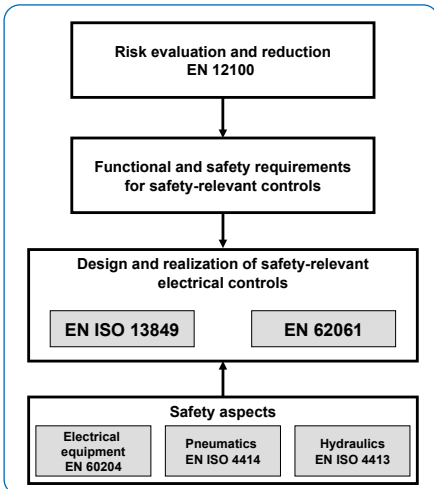 Risk evaluation and reduction
EN 12100
Functional and safety requirements
for safety-relevant controls
Design and realization of safety-relevant
electrical controls
EN ISO 13849
EN 62061
Safety aspects
Electrical
equipment
EN 60204
Pneumatics
EN ISO 4414
Hydraulics
EN ISO 4413